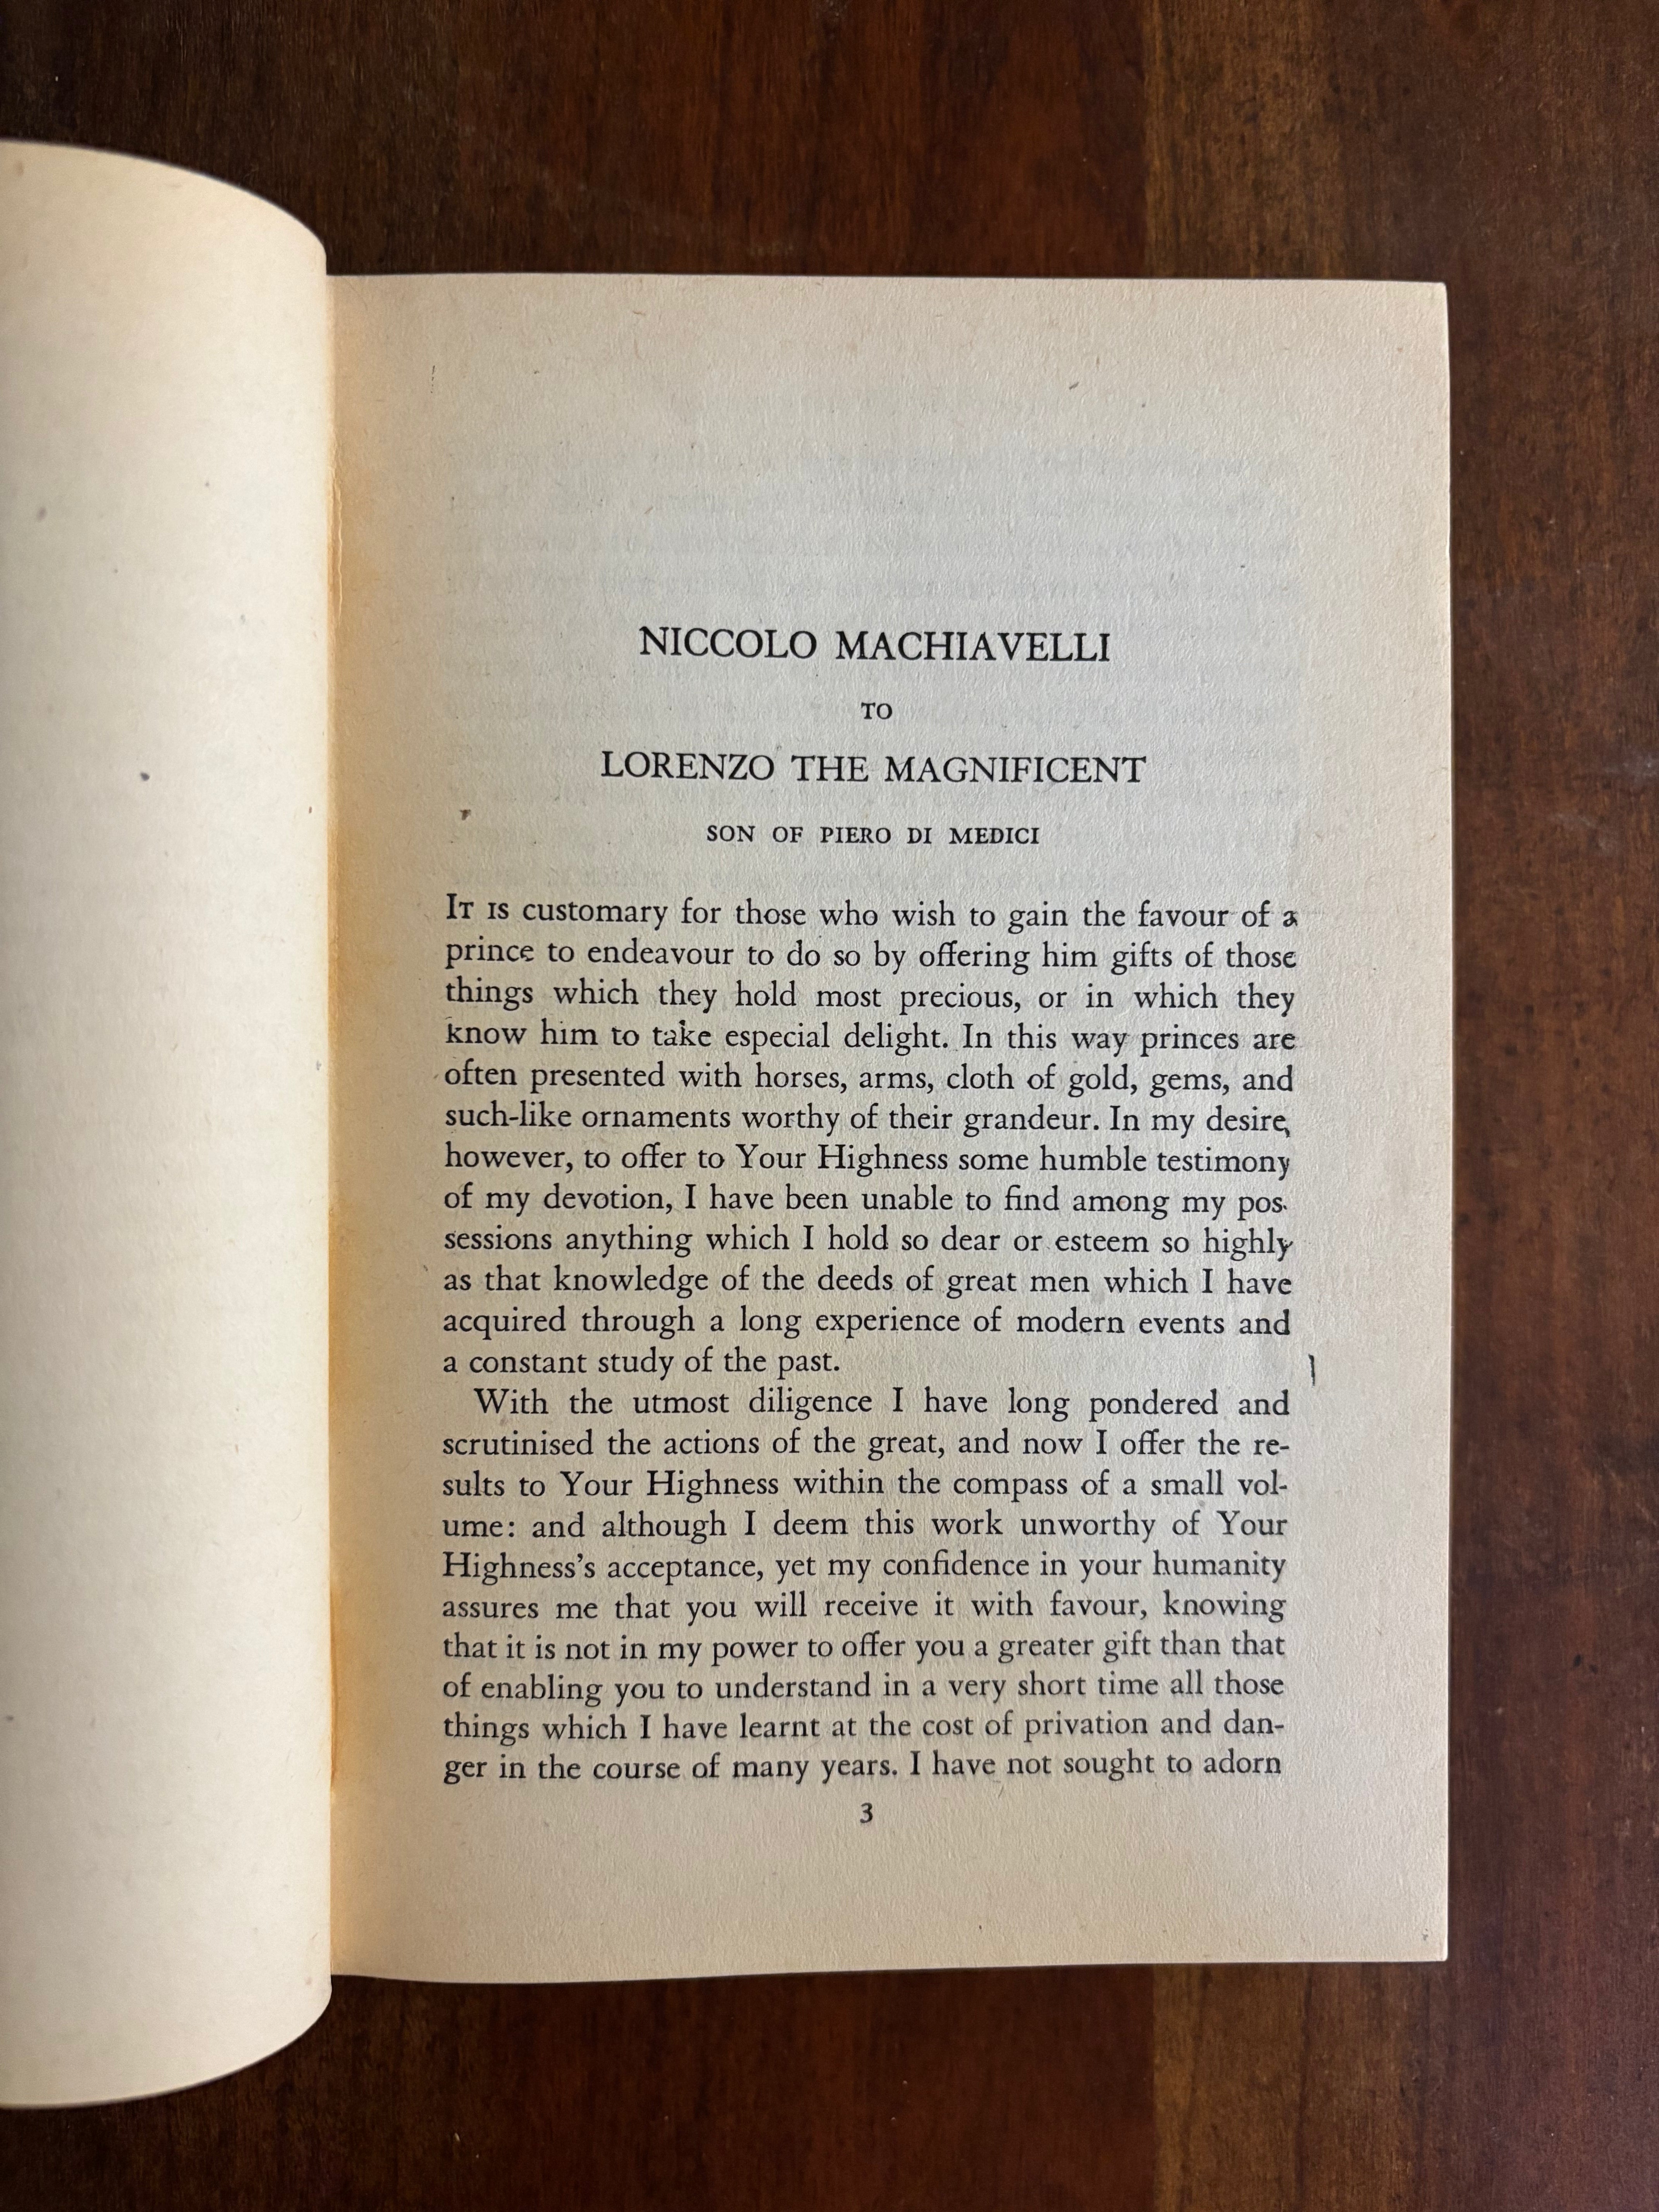 NICCOLO MACHIAVELLI
TO
LORENZO THE MAGNIFICENT
SON OF PIERO DI MEDICI
IT IS customary for those who wish to gain the favour of a
prince to endeavour to do so by offering him gifts of those
things which they hold most precious, or in which they
know him to take especial delight. In this way princes are
often presented with horses, arms, cloth of gold, gems, and
such-like ornaments worthy of their grandeur. In my desire,
however, to offer to Your Highness some humble testimony
of my devotion, I have been unable to find among my pos-
sessions anything which I hold so dear or esteem so highly
as that knowledge of the deeds of great men which I have
acquired through a long experience of modern events and
a constant study of the past.
With the utmost diligence I have long pondered and
scrutinised the actions of the great, and now I offer the re-
sults to Your Highness within the compass of a small vol-
ume: and although I deem this work unworthy of Your
Highness's acceptance, yet my confidence in your humanity
assures me that you will receive it with favour, knowing
that it is not in my power to offer you a greater gift than that
of enabling you to understand in a very short time all those
things which I have learnt at the cost of privation and dan-
ger in the course of many years. I have not sought to adorn
3